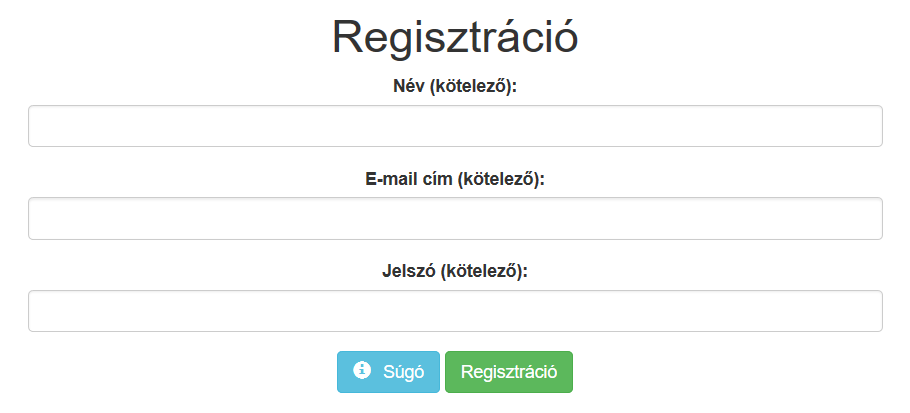 Regisztráció
Név (kötelező):
E-mail cím (kötelező):
Jelszó (kötelező):
Súgó Regisztráció